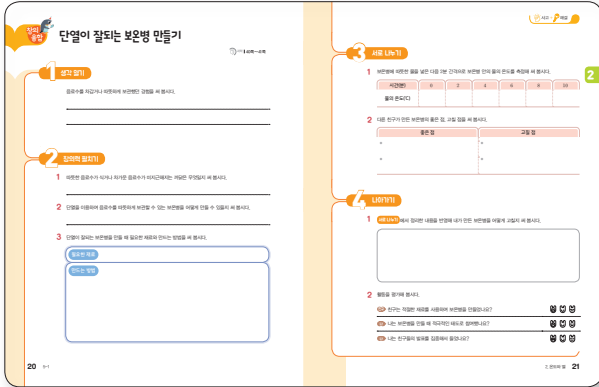 창의 융합
단열이 잘되는 보온병 만들기
1 생각 열기
음료수를 차갑거나 따뜻하게 보관했던 경험을 써 봅시다.
2 창의력 펼치기
1 따뜻한 음료수가 식거나 차가운 음료수가 미지근해지는 까닭은 무엇일지 써 봅시다.
2 단열을 이용하여 음료수를 따뜻하게 보관할 수 있는 보온병을 어떻게 만들 수 있을지 써 봅시다.
3 단열이 잘되는 보온병을 만들 때 필요한 재료와 만드는 방법을 써 봅시다.
필요한 재료
만드는 방법
20 5-1
3 서로 나누기
1 보온병에 따뜻한 물을 넣은 다음 2분 간격으로 보온병 안의 물의 온도를 측정해 써 봅시다.
시간(분) 0 2 4 6 8 10
물의 온도(℃)
2 다른 친구가 만든 보온병의 좋은 점, 고칠 점을 써 봅시다.
좋은 점 고칠 점
4 나아가기
1 서로 나누기 에서 정리한 내용을 반영해 내가 만든 보온병을 어떻게 고칠지 써 봅시다.
2 활동을 평가해 봅시다.
친구는 적절한 재료를 사용하여 보온병을 만들었나요?
나는 보온병을 만들 때 적극적인 태도로 참여했나요?
나는 친구들의 발표를 집중해서 들었나요?
2
2. 온도와 열 21